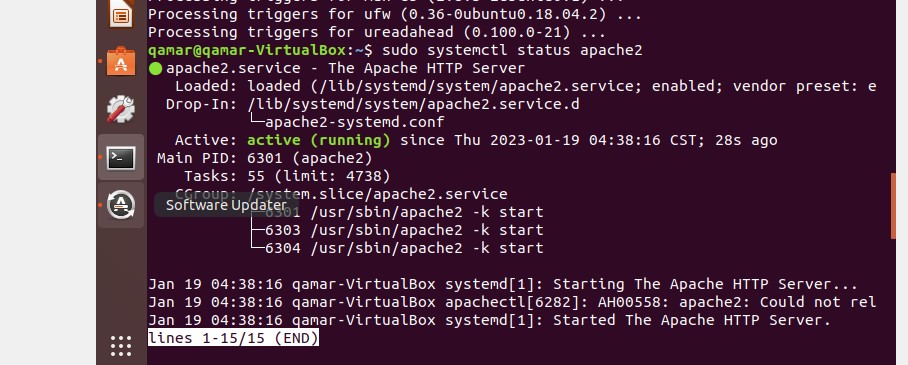 Processing triggers for ufw (0.36-0ubuntu0.18.04.2) ...
Processing triggers for ureadahead (0.100.0-21) ...
qamar@qamar-VirtualBox:~$ sudo systemctl status apache2
● apache2.service - The Apache HTTP Server
Loaded: loaded (/lib/systemd/system/apache2.service; enabled; vendor preset: e
Drop-In: /lib/systemd/system/apache2.service.d
└─apache2-systemd.conf
Active: active (running) since Thu 2023-01-19 04:38:16 CST; 28s ago
Main PID: 6301 (apache2)
Tasks: 55 (limit: 4738)
CGroup: /system.slice/apache2.service
Software Updater
├─6301 /usr/sbin/apache2 -k start
├─6303 /usr/sbin/apache2 -k start
└─6304 /usr/sbin/apache2 -k start
Jan 19 04:38:16 qamar-VirtualBox systemd[1]: Starting The Apache HTTP Server...
Jan 19 04:38:16 qamar-VirtualBox apachectl[6282]: AH00558: apache2: Could not rel
Jan 19 04:38:16 qamar-VirtualBox systemd[1]: Started The Apache HTTP Server.
lines 1-15/15 (END)